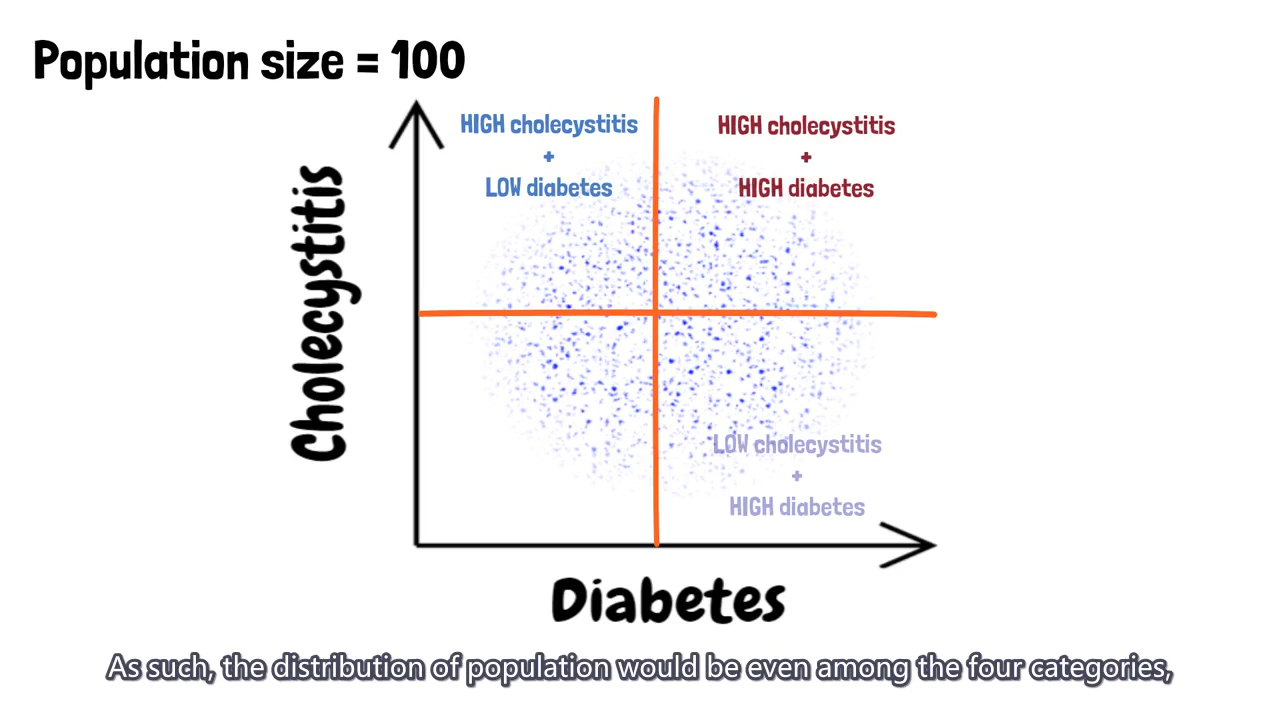 Population size = 100
HIGH cholecystitis
+
LOW diabetes
HIGH cholecystitis
+
HIGH diabetes
Cholecystitis
LOW cholecystitis
+
HIGH diabetes
Diabetes
As such, the distribution of population would be even among the four categories,